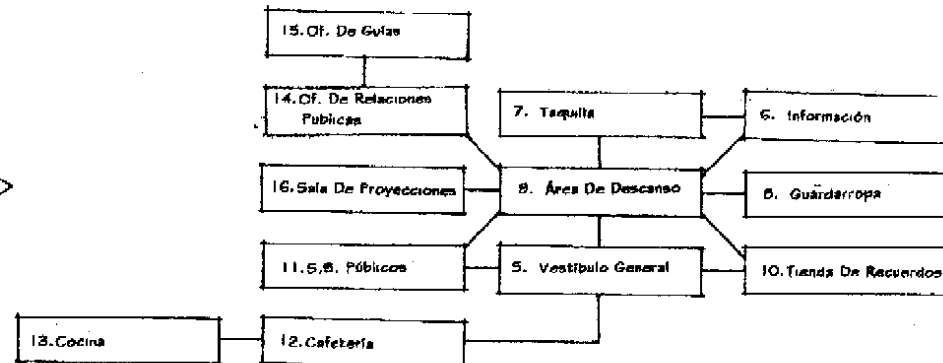 15. Of. De Guías
14. Of. De Relaciones
Publicas
7. Taquilla
6. Información
16. Sala De Proyecciones
9. Área De Descanso
8. Guardarropa
11. S.S. Públicos
5. Vestíbulo General
10. Tienda De Recuerdos
13. Cocina
12. Cafetería